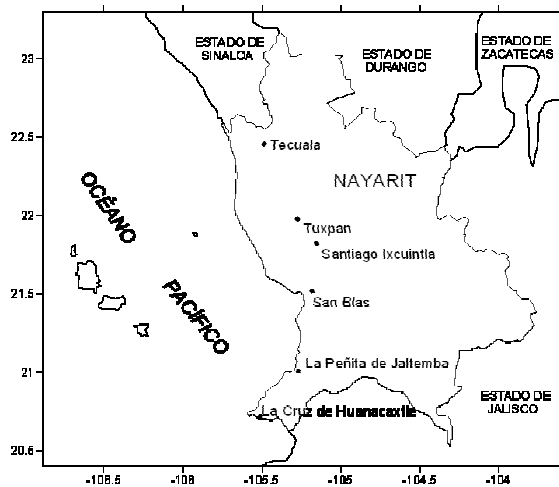 ESTADO DE
SINALOA
ESTADO DE
DURANGO
ESTADO DE
ZACATECAS
23
22.5
22
21.5
21
20.5
Tecuala
NAYARIT
OCÉANO
PACÍFICO
Tuxpan
Santiago Ixcuintla
San Blas
La Peñita de Jaltemba
La Cruz de Huanacaxtle
ESTADO DE
JALISCO
-106.5 -106 -105.5 -105 -104.5 -104